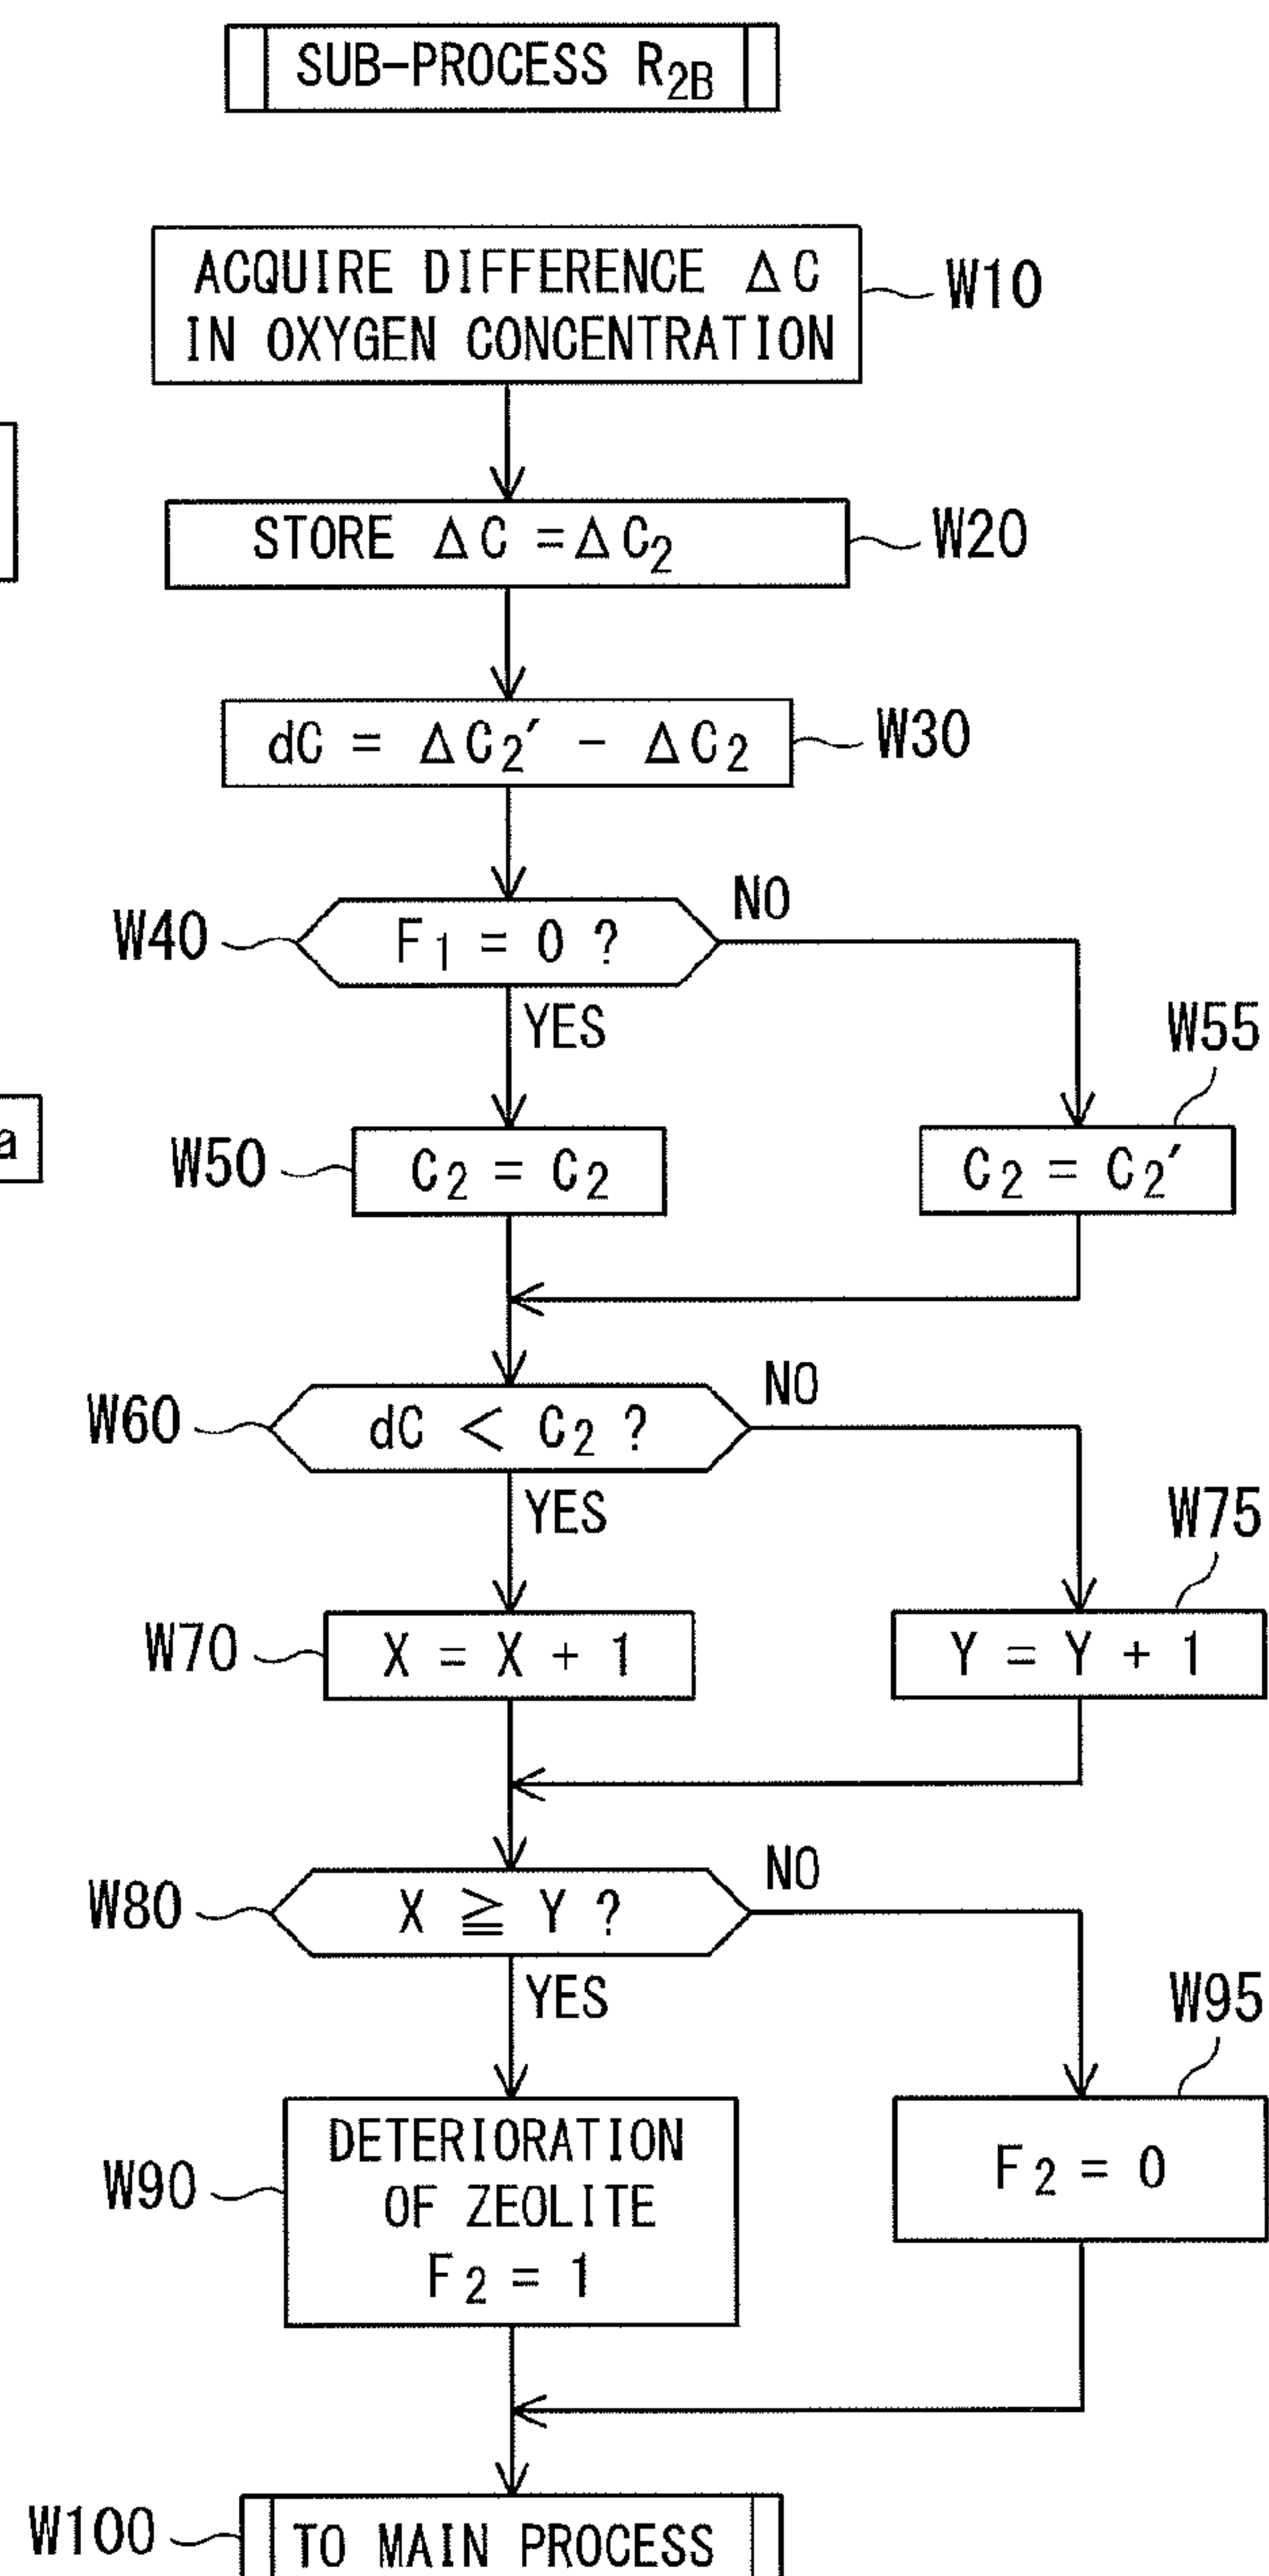 SUB-PROCESS R2B
ACQUIRE DIFFERENCE ΔC
IN OXYGEN CONCENTRATION
W10
STORE ΔC =ΔC2
W20
dC = ΔC2′ - ΔC2
W30
W40
F1 = 0 ?
NO
YES
W55
W50
C2 = C2
C2 = C2′
a
W60
dC < C2 ?
NO
YES
W75
W70
X = X + 1
Y = Y + 1
W80
X ≧ Y ?
NO
YES
W95
W90
DETERIORATION
OF ZEOLITE
F2 = 1
F2 = 0
W100
TO MAIN PROCESS